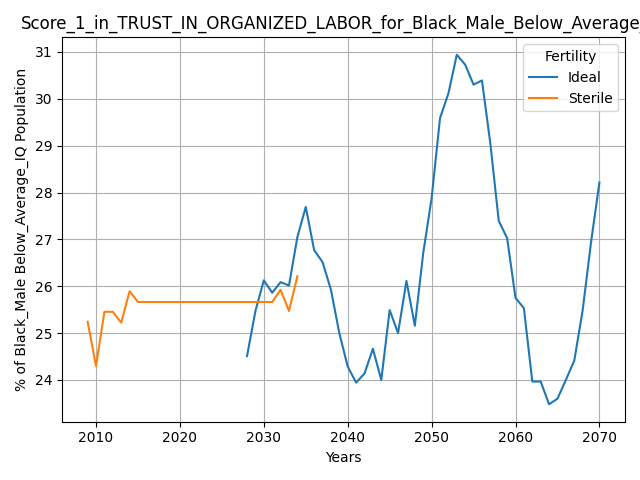 Score_1_in_TRUST_IN_ORGANIZED_LABOR_for_Black_Male_Below_Average_
% of Black_Male Below_Average_IQ Population
31
30
29
28
27
26
25
24
Fertility
Ideal
Sterile
2010 2020 2030 2040 2050 2060 2070
Years